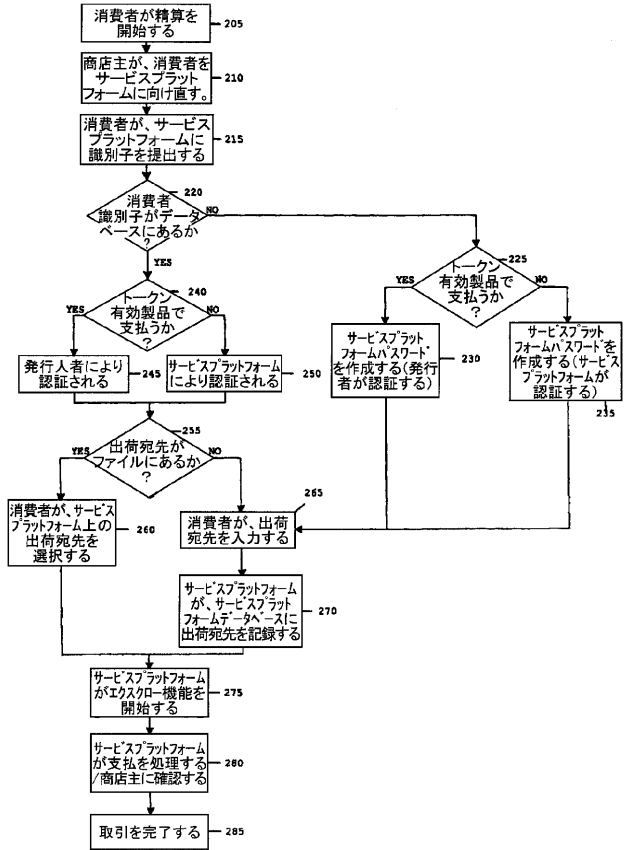 消費者が精算を
開始する
205
商店主が、消費者を
サービスプラット
フォームに向け直す。
210
消費者が、サービス
プラットフォームに
識別子を提出する
215
220
消費者
識別子がデータ
ベースにあるか
?
NO
YES
225
トークン
有効製品で
支払うか
?
YES
NO
240
トークン
有効製品で
支払うか
?
YES
NO
サービスプラット
フォームパスワード
を作成する(発行
者が認証する)
230
サービスプラット
フォームパスワードを
作成する(サービス
プラットフォームが
認証する)
235
発行人者により
認証される
245
サービスプラットフォーム
により認証される
250
255
出荷宛先が
ファイルにあるか
?
YES
NO
消費者が、サービス
プラットフォーム上の
出荷宛先を
選択する
260
265
消費者が、出荷
宛先を入力する
サービスプラットフォーム
が、サービスプラット
フォームデータベースに
出荷宛先を記録する
270
サービスプラットフォーム
がエクスクロー機能を
開始する
275
サービスプラットフォーム
が支払を処理する
/商店主に確認する
280
取引を完了する
285